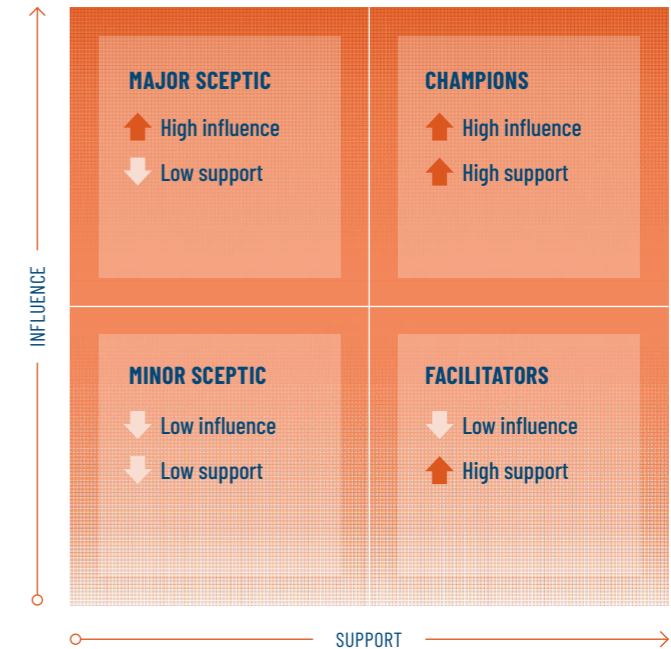 MAJOR SCEPTIC
High influence
Low support
CHAMPIONS
High influence
High support
INFLUENCE
MINOR SCEPTIC
Low influence
Low support
FACILITATORS
Low influence
High support
SUPPORT